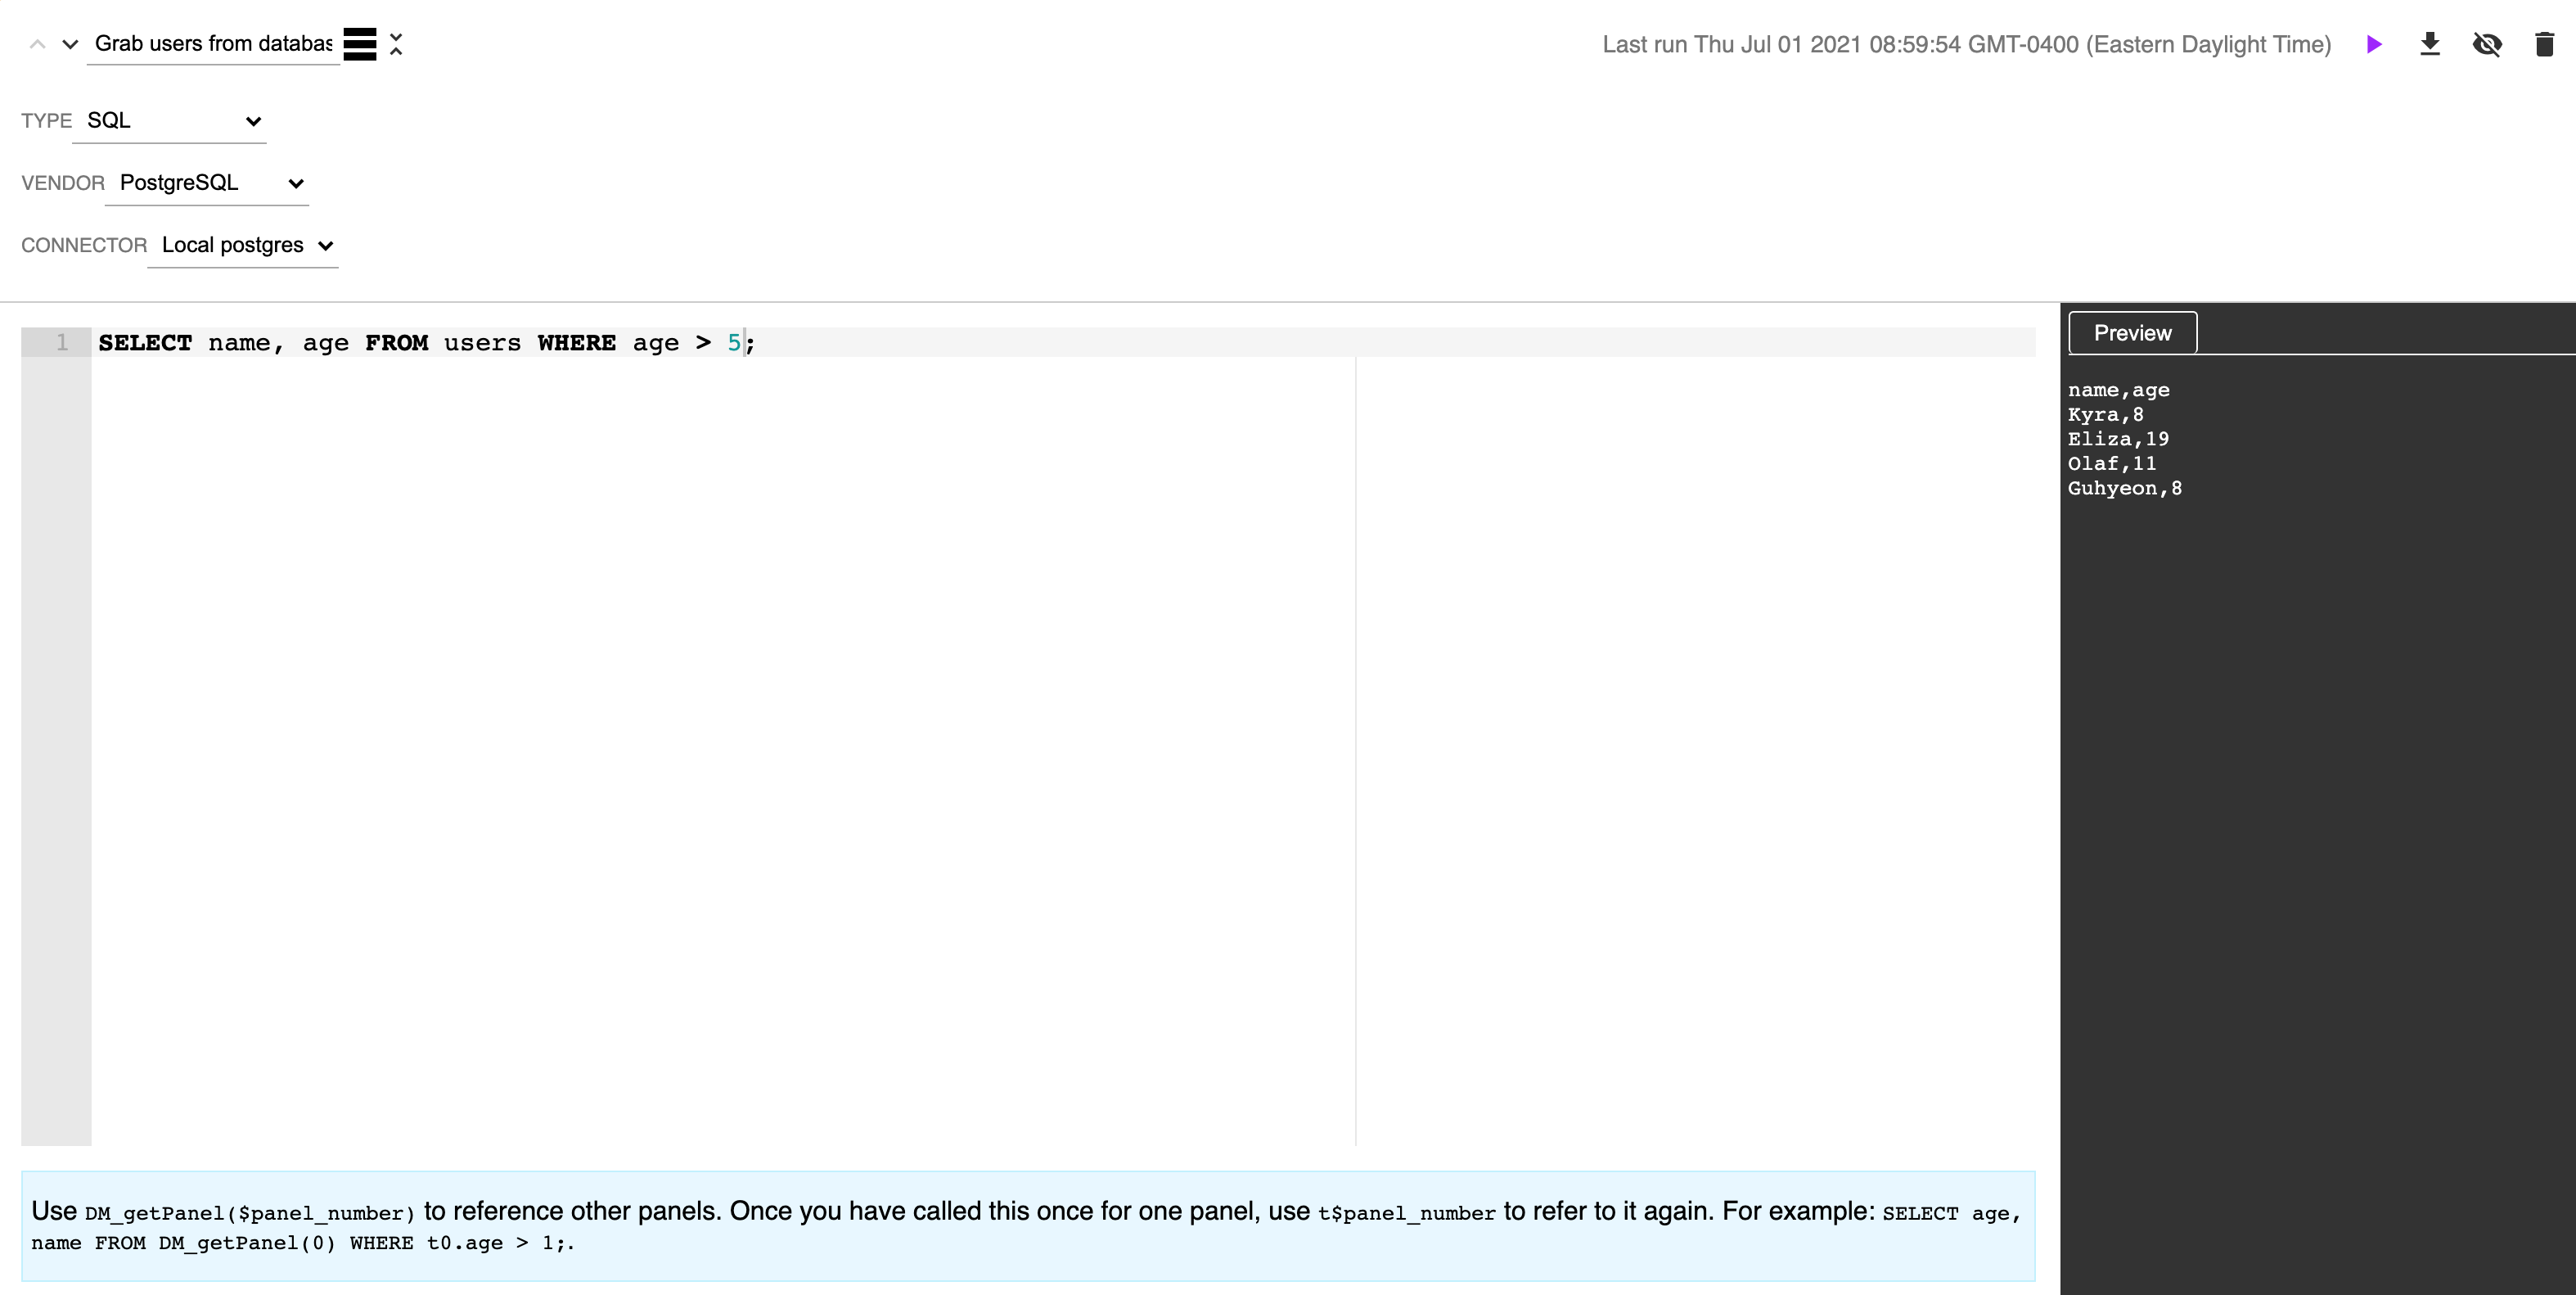 Grab users from databas
Last run Thu Jul 01 2021 08:59:54 GMT-0400 (Eastern Daylight Time)
TYPE SQL
VENDOR PostgreSQL
CONNECTOR Local postgres
1 SELECT name, age FROM users WHERE age > 5;
Preview
name,age
Kyra,8
Eliza,19
Olaf,11
Guhyeon,8
Use DM_getPanel($panel_number) to reference other panels. Once you have called this once for one panel, use t$panel_number to refer to it again. For example: SELECT age,
name FROM DM_getPanel(0) WHERE t0.age > 1;.